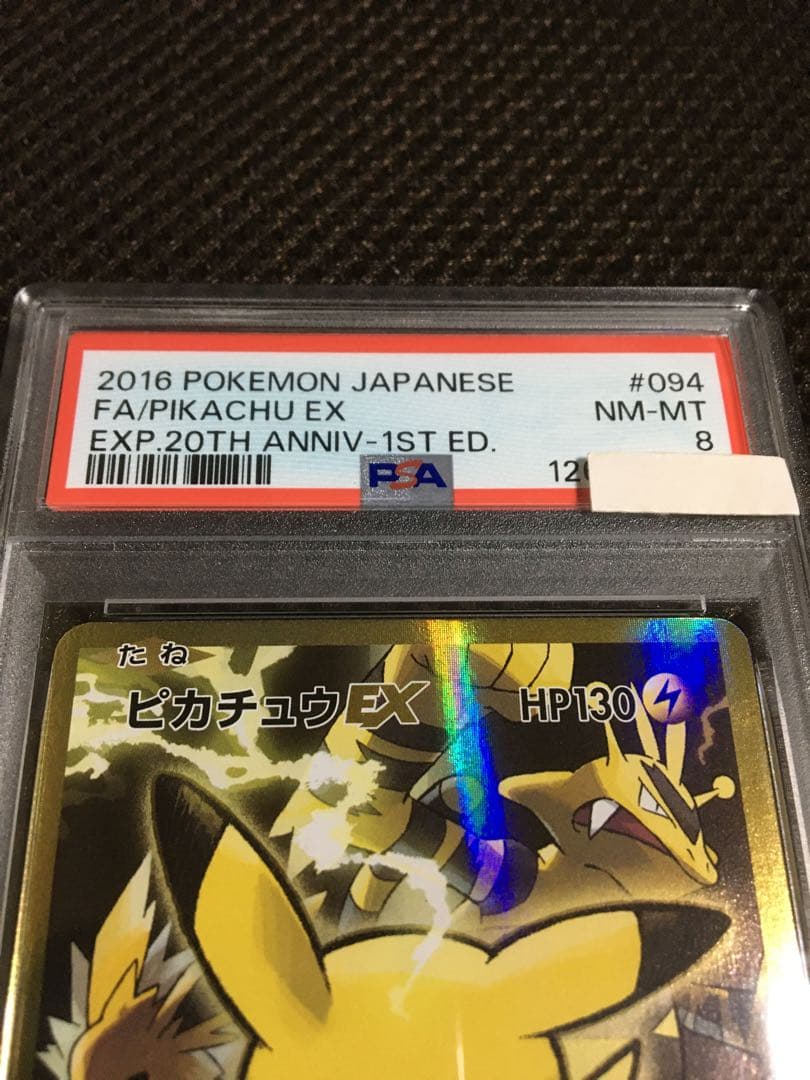 2016 POKEMON JAPANESE #094
FA/PIKACHU EX NM-MT
EXP.20TH ANNIV-1ST ED. 8
PSA
たね
ピカチュウEX HP130